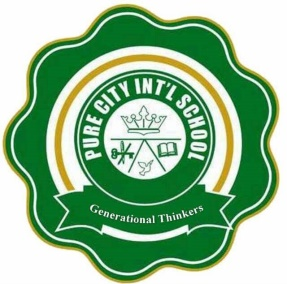 PURE CITY INT'L SCHOOL
Generational Thinkers